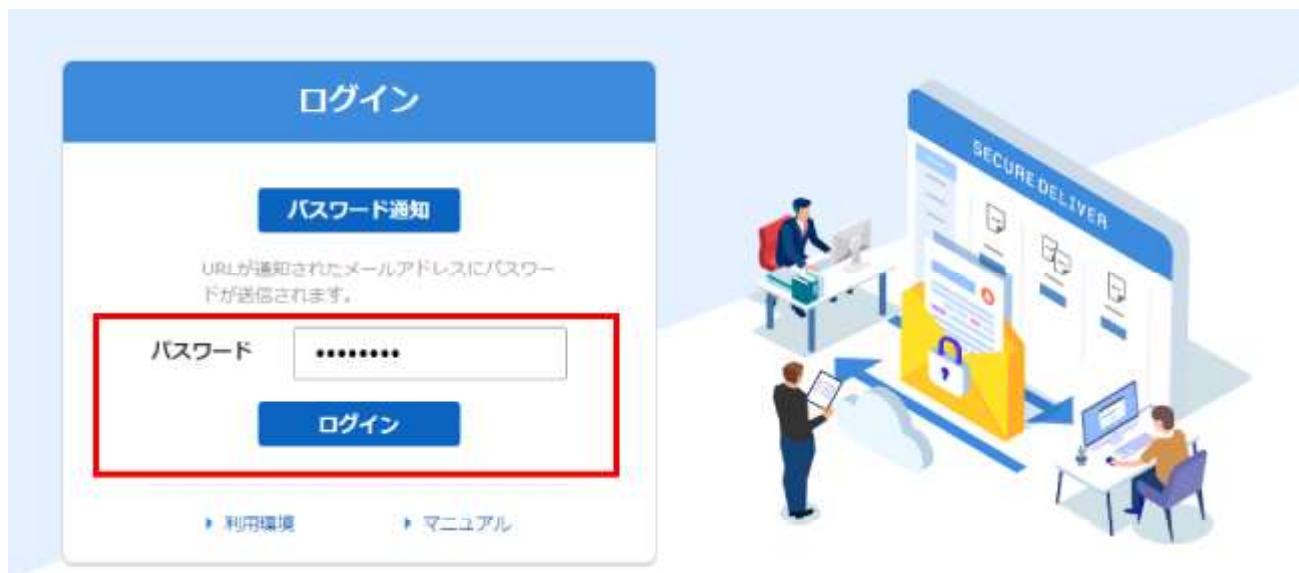 ログイン
パスワード通知
URLが通知されたメールアドレスにパスワー
ドが送信されます。
パスワード ••••••••
ログイン
利用環境 マニュアル
SECURE DELIVER